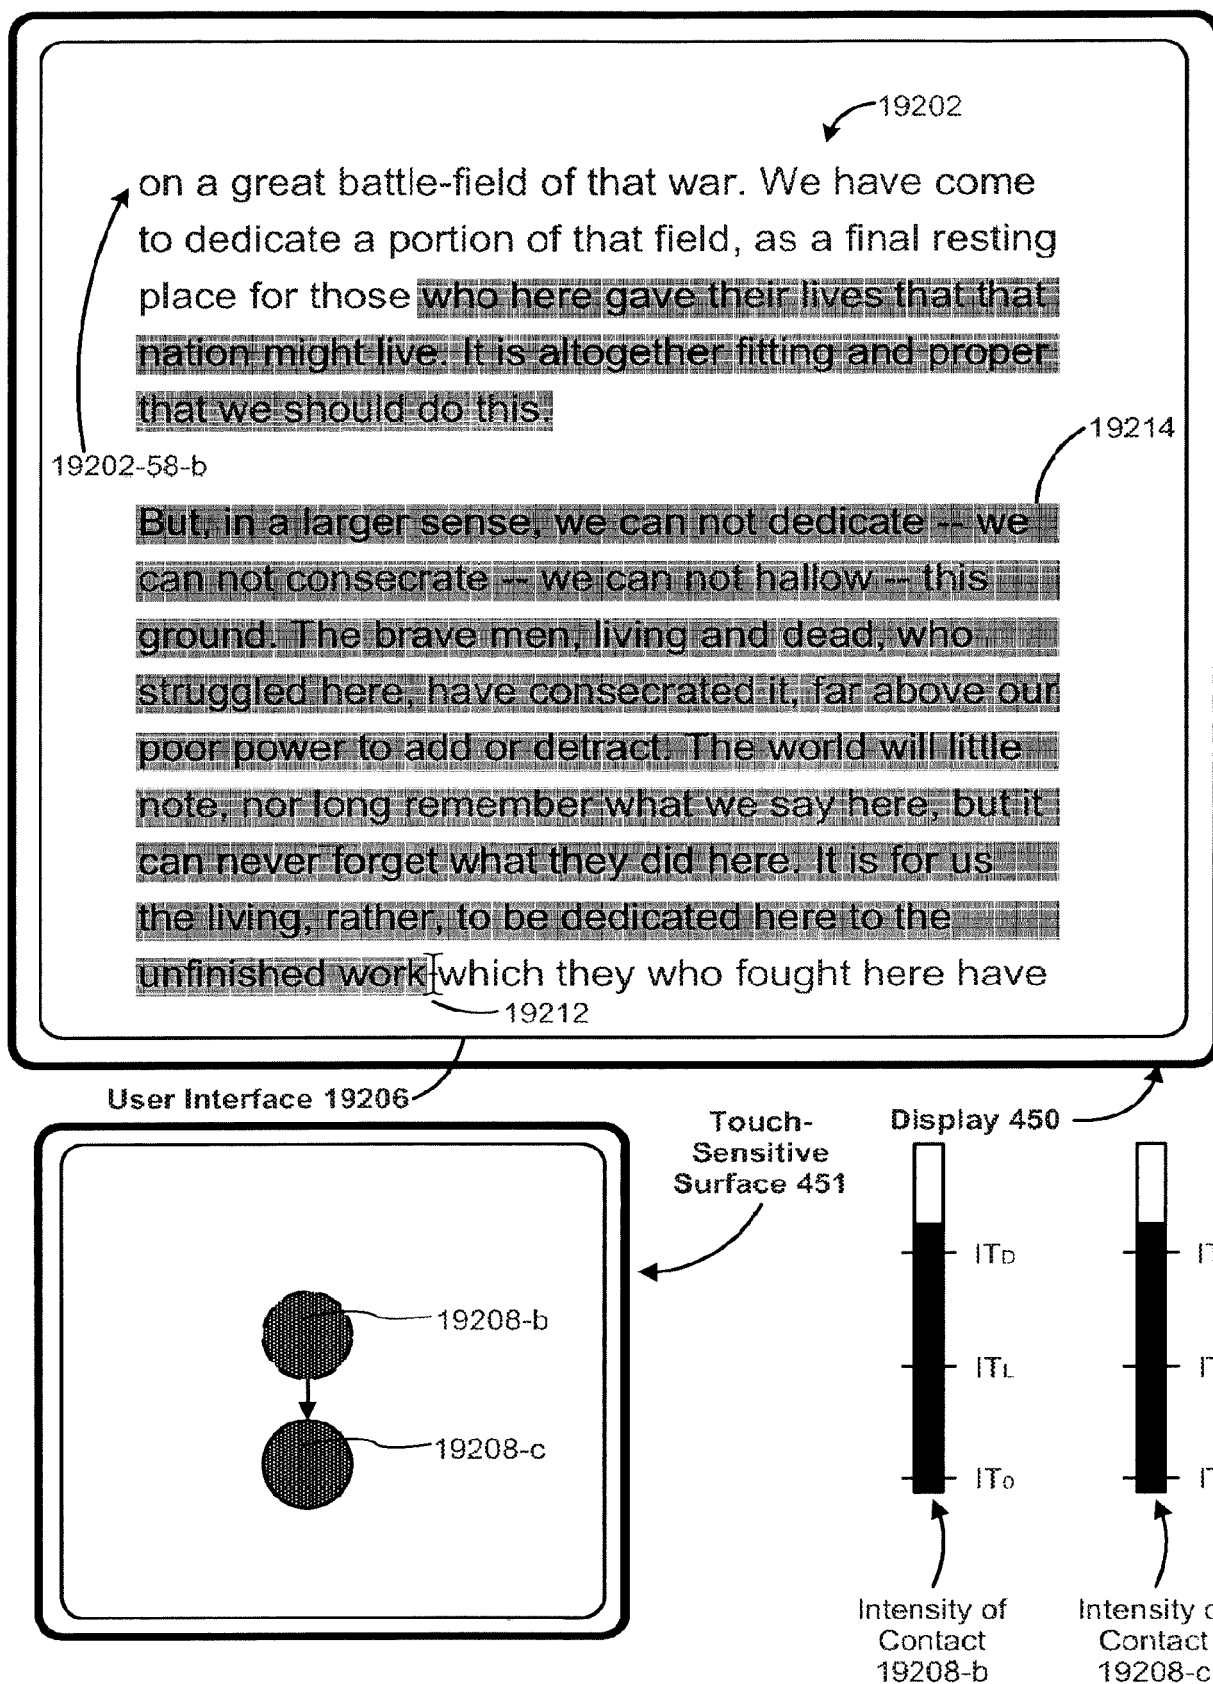 19202
on a great battle-field of that war. We have come
to dedicate a portion of that field, as a final resting
place for those who here gave their lives that that
nation might live. It is altogether fitting and proper
that we should do this.
19214
19202-58-b
But, in a larger sense, we can not dedicate -- we
can not consecrate -- we can not hallow -- this
ground. The brave men, living and dead, who
struggled here, have consecrated it, far above our
poor power to add or detract. The world will little
note, nor long remember what we say here, but it
can never forget what they did here. It is for us
the living, rather, to be dedicated here to the
unfinished work which they who fought here have
19212
User Interface 19206
Touch-
Sensitive
Surface 451
Display 450
19208-b
19208-c
ITD
ITL
IT0
IT
IT
IT
Intensity of
Contact
19208-b
Intensity o
Contact
19208-c